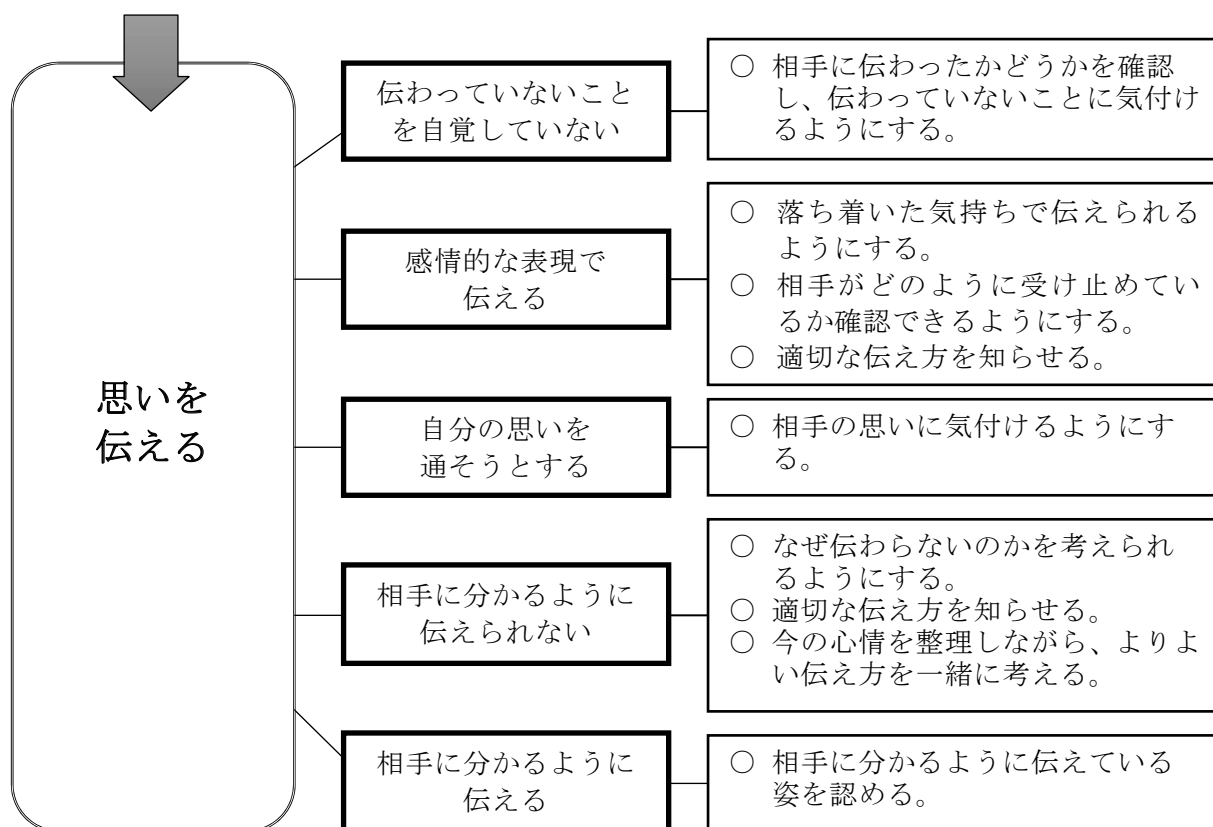 思いを
伝える
伝わっていないこと
を自覚していない
○ 相手に伝わったかどうかを確認
し、伝わっていないことに気付け
るようにする。
感情的な表現で
伝える
○ 落ち着いた気持ちで伝えられる
ようにする。
○ 相手がどのように受け止めてい
るか確認できるようにする。
○ 適切な伝え方を知らせる。
自分の思いを
通そうとする
○ 相手の思いに気付けるようにす
る。
相手に分かるように
伝えられない
○ なぜ伝わらないのかを考えられ
るようにする。
○ 適切な伝え方を知らせる。
○ 今の心情を整理しながら、よりよ
い伝え方を一緒に考える。
相手に分かるように
伝える
○ 相手に分かるように伝えている
姿を認める。